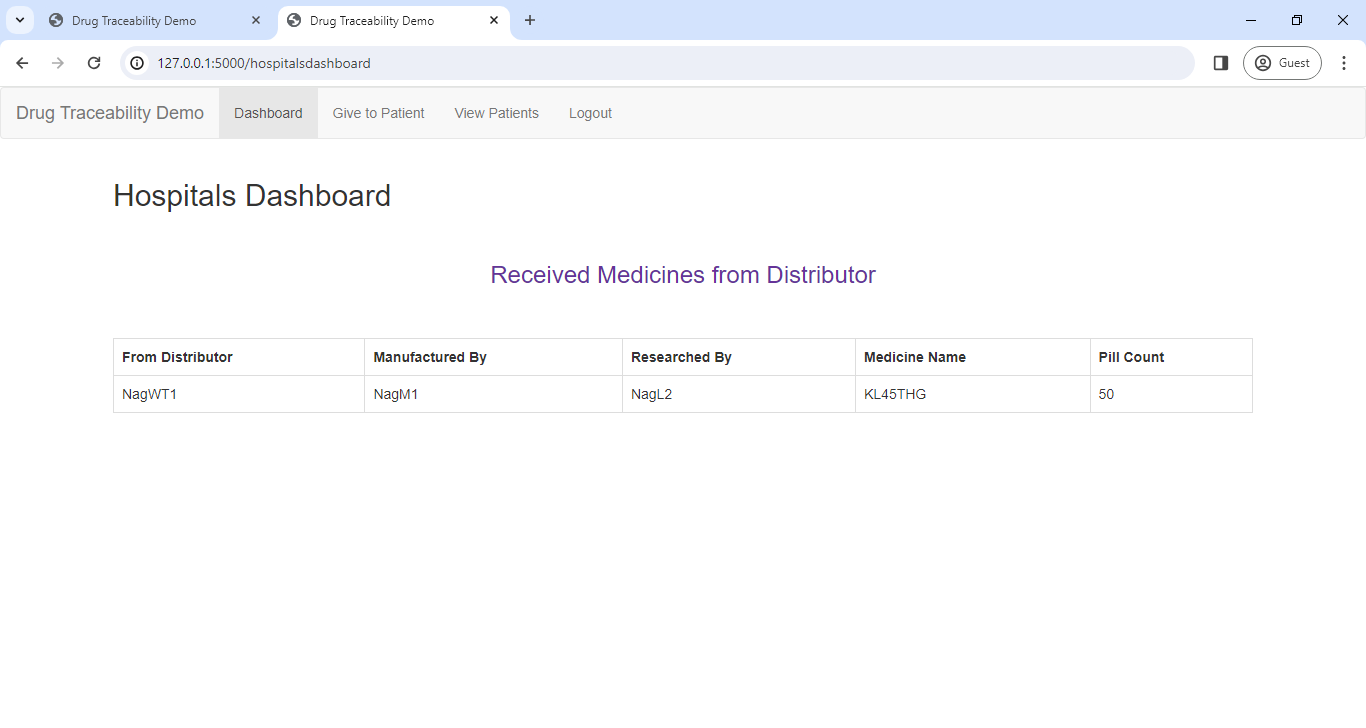 Drug Traceability Demo Drug Traceability Demo
127.0.0.1:5000/hospitalsdashboard Guest
Drug Traceability Demo Dashboard Give to Patient View Patients Logout
Hospitals Dashboard
Received Medicines from Distributor
From Distributor Manufactured By Researched By Medicine Name Pill Count
NagWT1 NagM1 NagL2 KL45THG 50